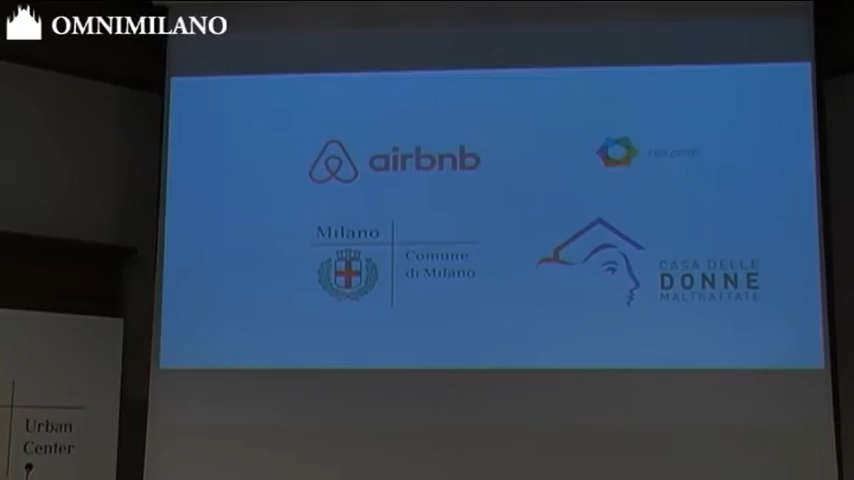 OMNIMILANO
airbnb
Milano
Comune
di Milano
CASA DELLE
DONNE
MALTRATTATE
Urban
Center